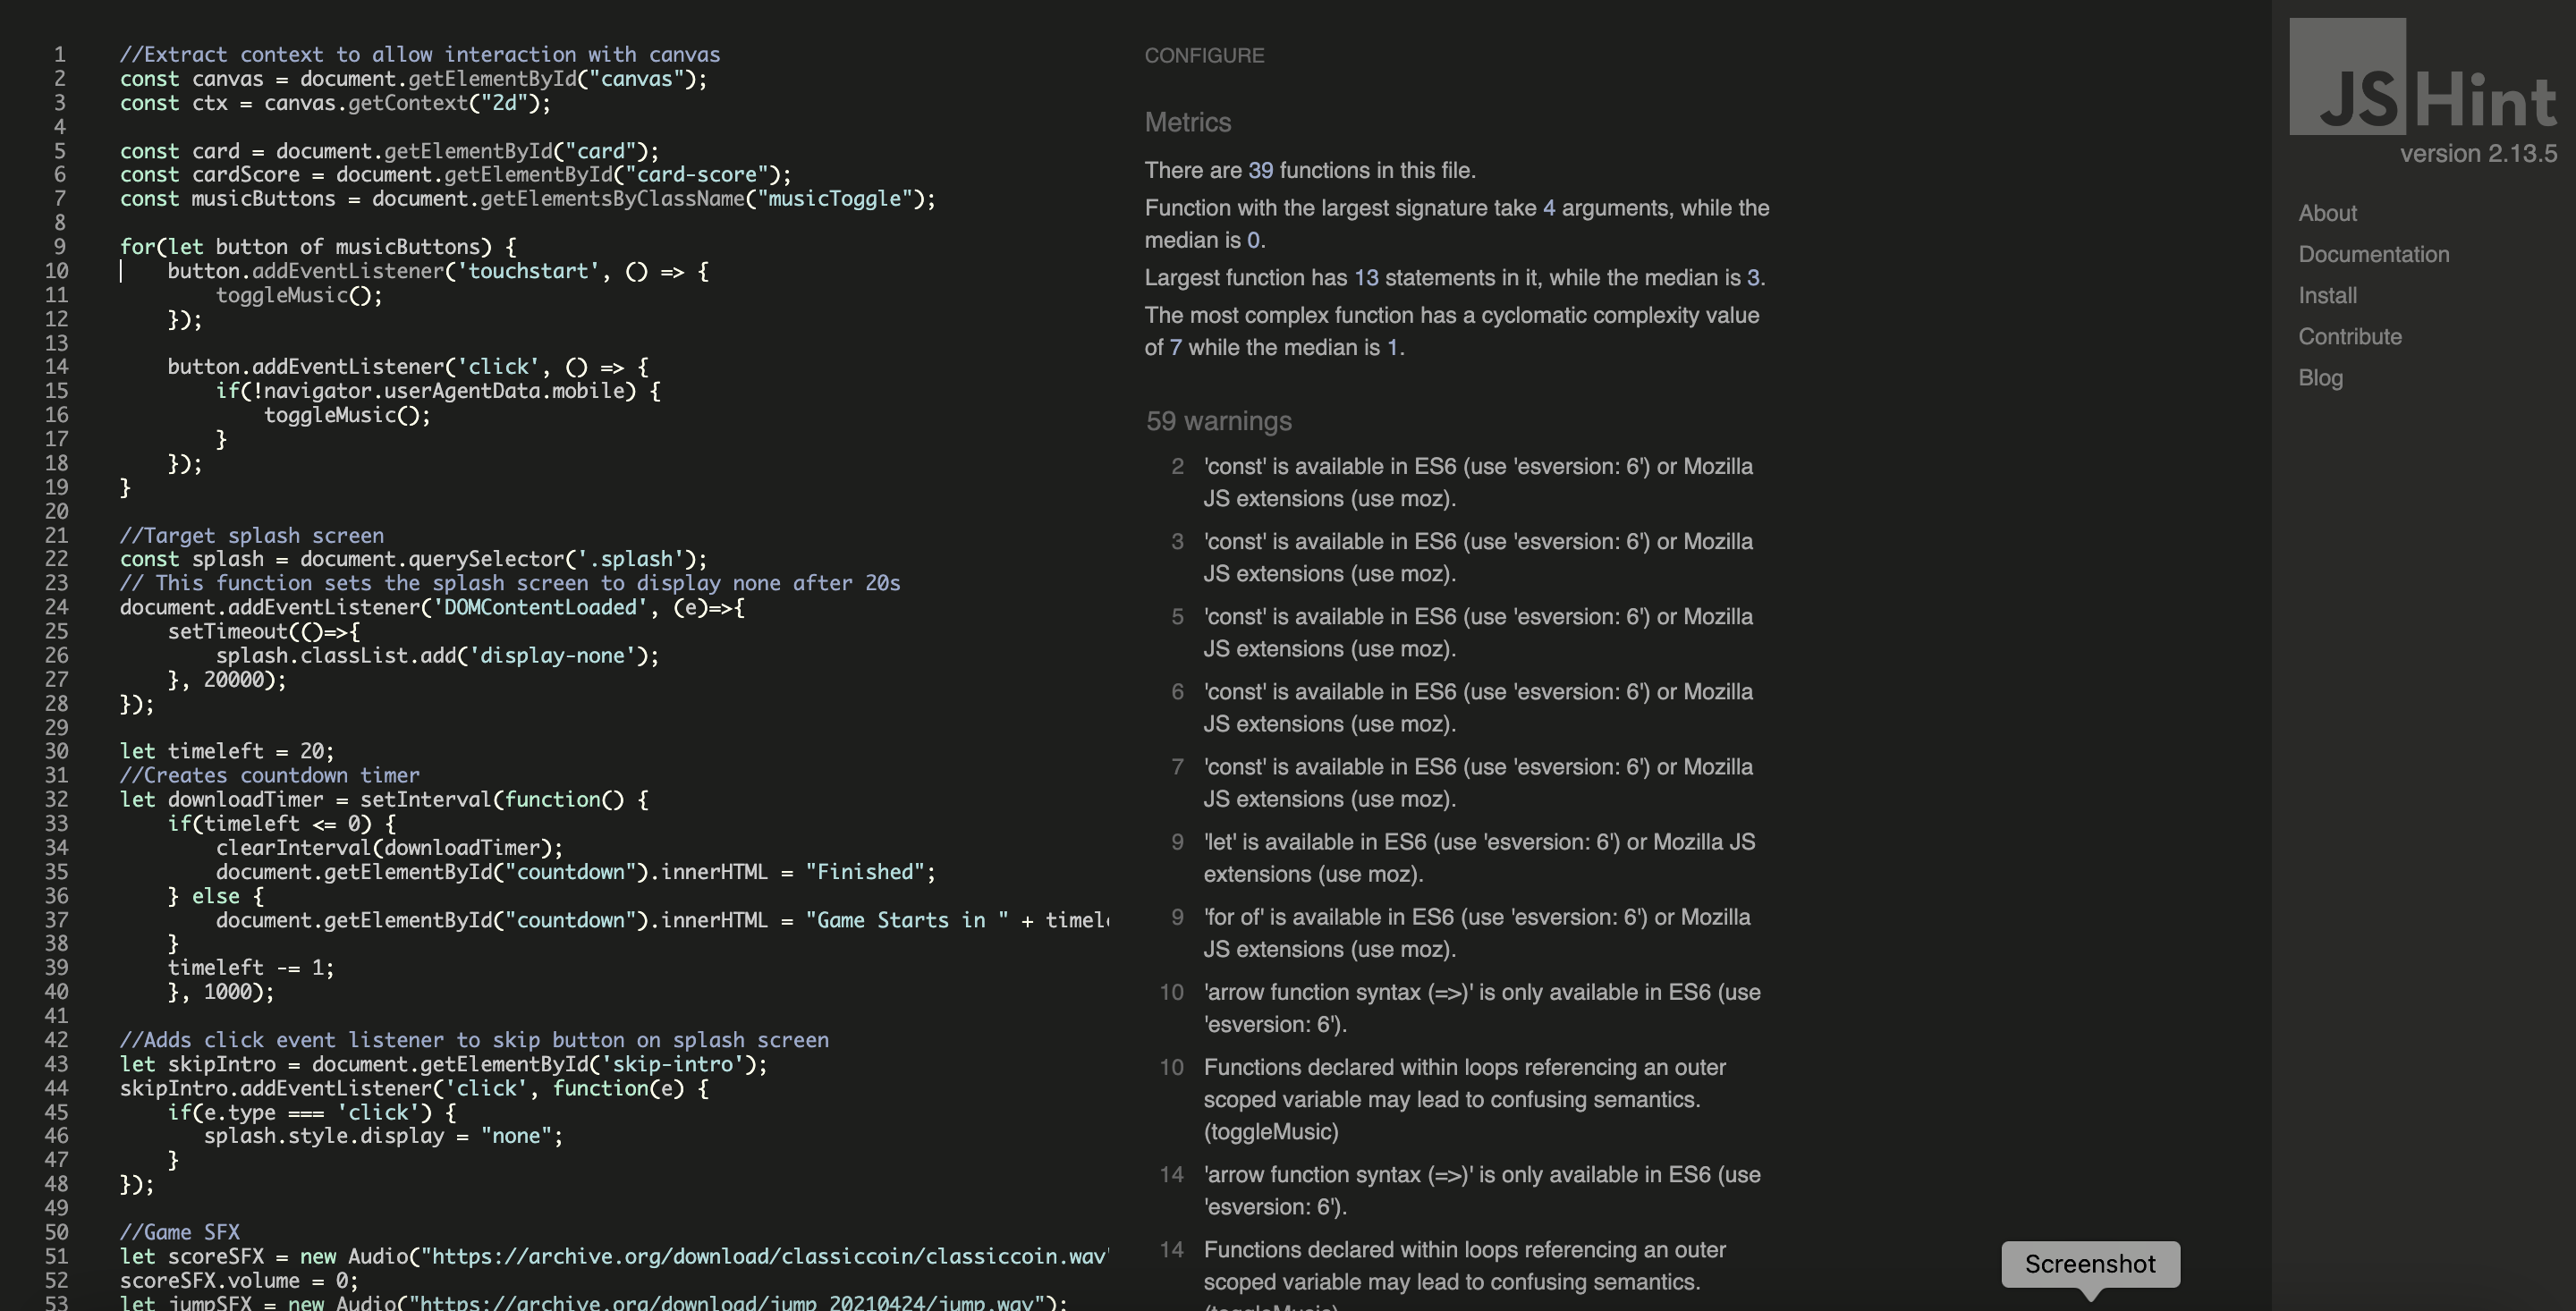 1 //Extract context to allow interaction with canvas
2 const canvas = document.getElementById("canvas");
3 const ctx = canvas.getContext("2d");
4
5 const card = document.getElementById("card");
6 const cardScore = document.getElementById("card-score");
7 const musicButtons = document.getElementsByClassName("musicToggle");
8
9 for(let button of musicButtons) {
10 button.addEventListener('touchstart', () => {
11 toggleMusic();
12 });
13
14 button.addEventListener('click', () => {
15 if(!navigator.userAgentData.mobile) {
16 toggleMusic();
17 }
18 });
19 }
20
21 //Target splash screen
22 const splash = document.querySelector('.splash');
23 // This function sets the splash screen to display none after 20s
24 document.addEventListener('DOMContentLoaded', (e)=>{
25 setTimeout(()=>{
26 splash.classList.add('display-none');
27 }, 20000);
28 });
29
30 let timeleft = 20;
31 //Creates countdown timer
32 let downloadTimer = setInterval(function() {
33 if(timeleft <= 0) {
34 clearInterval(downloadTimer);
35 document.getElementById("countdown").innerHTML = "Finished";
36 } else {
37 document.getElementById("countdown").innerHTML = "Game Starts in " +
38 }
39 timeleft -= 1;
40 }, 1000);
41
42 //Adds click event listener to skip button on splash screen
43 let skipIntro = document.getElementById('skip-intro');
44 skipIntro.addEventListener('click', function(e) {
45 if(e.type === 'click') {
46 splash.style.display = "none";
47 }
48 });
49
50 //Game SFX
51 let scoreSFX = new Audio("https://archive.org/download/classiccoin/classiccoin.wav"
52 scoreSFX.volume = 0;
53 let jumpSFX = new Audio("https://archive.org/download/jump_20210424/jump.wav");
CONFIGURE
Metrics
There are 39 functions in this file.
Function with the largest signature take 4 arguments, while the
median is 0.
Largest function has 13 statements in it, while the median is 3.
The most complex function has a cyclomatic complexity value
of 7 while the median is 1.
59 warnings
2 'const' is available in ES6 (use 'esversion: 6') or Mozilla
JS extensions (use moz).
3 'const' is available in ES6 (use 'esversion: 6') or Mozilla
JS extensions (use moz).
5 'const' is available in ES6 (use 'esversion: 6') or Mozilla
JS extensions (use moz).
6 'const' is available in ES6 (use 'esversion: 6') or Mozilla
JS extensions (use moz).
7 'const' is available in ES6 (use 'esversion: 6') or Mozilla
JS extensions (use moz).
9 'let' is available in ES6 (use 'esversion: 6') or Mozilla JS
extensions (use moz).
9 'for of' is available in ES6 (use 'esversion: 6') or Mozilla
JS extensions (use moz).
10 'arrow function syntax (=>)' is only available in ES6 (use
'esversion: 6').
10 Functions declared within loops referencing an outer
scoped variable may lead to confusing semantics.
(toggleMusic)
14 'arrow function syntax (=>)' is only available in ES6 (use
'esversion: 6').
14 Functions declared within loops referencing an outer
scoped variable may lead to confusing semantics.
(toggleMusic)
JSHint
version 2.13.5
About
Documentation
Install
Contribute
Blog
Screenshot